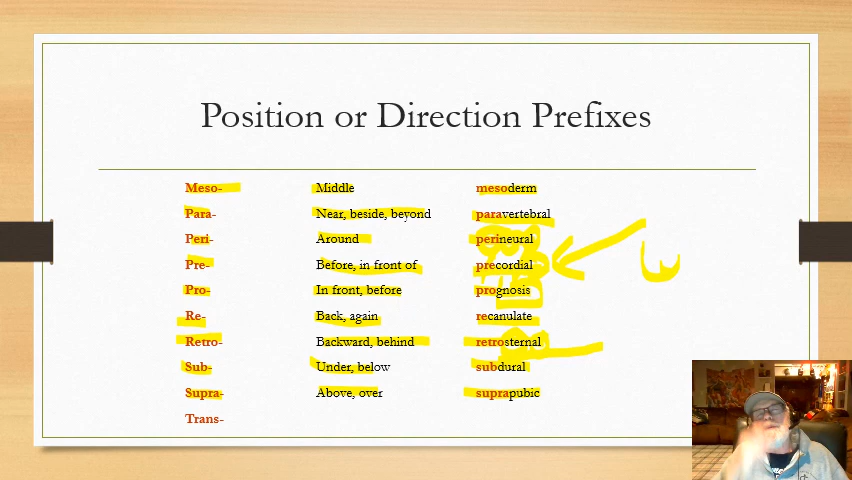 Position or Direction Prefixes
Meso- Middle mesoderm
Para- Near, beside, beyond paravertebral
Peri- Around perineural
Pre- Before, in front of precordial
Pro- In front, before prognosis
Re- Back, again recanulate
Retro- Backward, behind retrosternal
Sub- Under, below subdural
Supra- Above, over suprapubic
Trans-